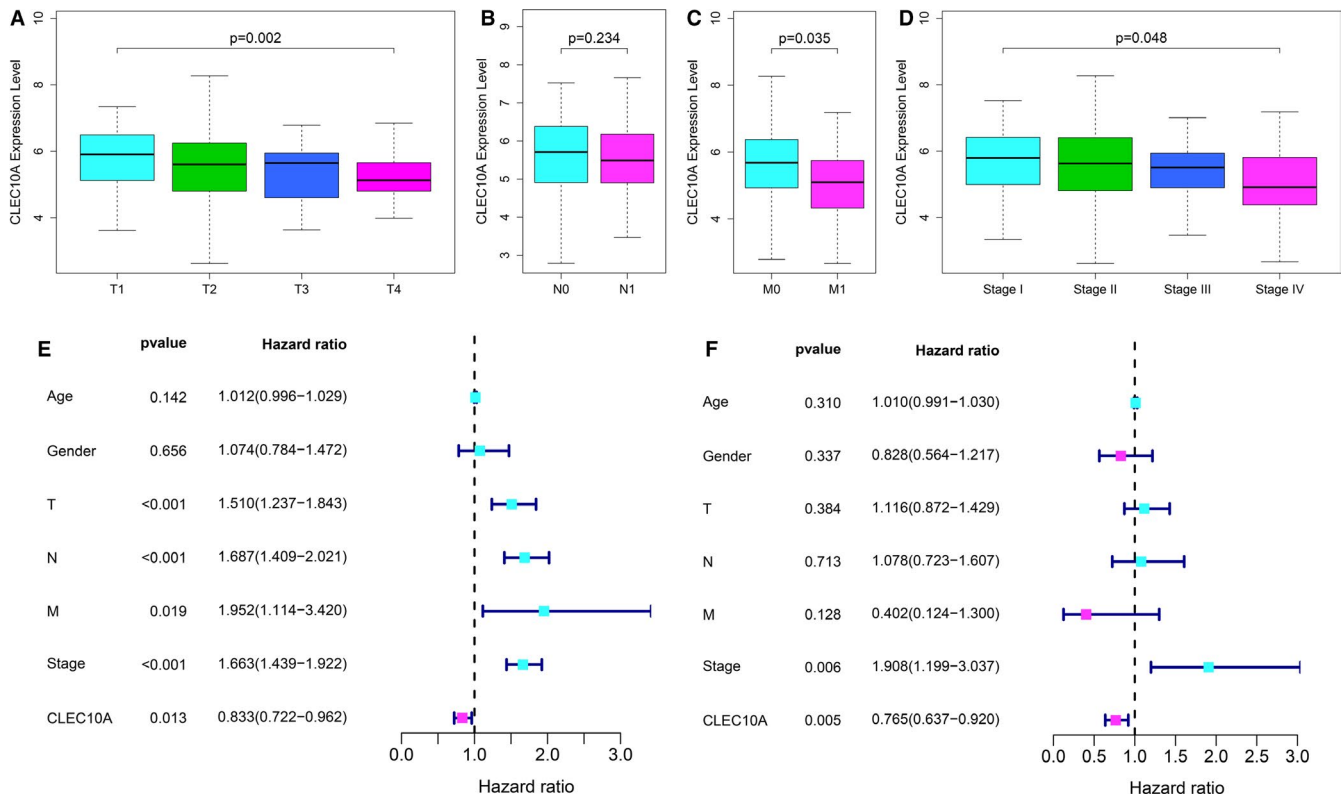 A
CLEC10A Expression Level
10
8
6
4
p=0.002
T1 T2 T3 T4
B
CLEC10A Expression Level
9
8
7
6
5
4
3
p=0.234
N0 N1
C
CLEC10A Expression Level
10
8
6
4
p=0.035
M0 M1
D
CLEC10A Expression Level
10
8
6
4
p=0.048
Stage I Stage II Stage III Stage IV
E
pvalue Hazard ratio
Age 0.142 1.012(0.996−1.029)
Gender 0.656 1.074(0.784−1.472)
T <0.001 1.510(1.237−1.843)
N <0.001 1.687(1.409−2.021)
M 0.019 1.952(1.114−3.420)
Stage <0.001 1.663(1.439−1.922)
CLEC10A 0.013 0.833(0.722−0.962)
0.0 1.0 2.0 3.0
Hazard ratio
F
pvalue Hazard ratio
Age 0.310 1.010(0.991−1.030)
Gender 0.337 0.828(0.564−1.217)
T 0.384 1.116(0.872−1.429)
N 0.713 1.078(0.723−1.607)
M 0.128 0.402(0.124−1.300)
Stage 0.006 1.908(1.199−3.037)
CLEC10A 0.005 0.765(0.637−0.920)
0.0 0.5 1.0 1.5 2.0 2.5 3.0
Hazard ratio